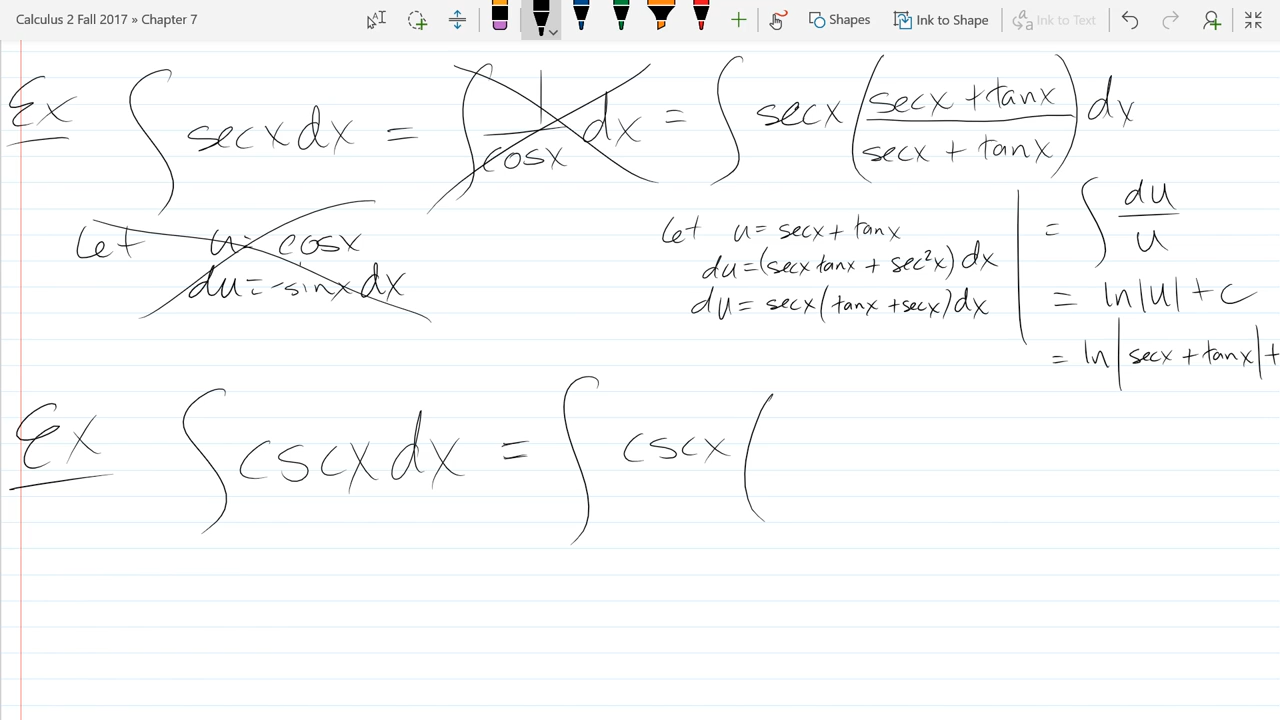 Calculus 2 Fall 2017 » Chapter 7
Shapes
Ink to Shape
Ink to Text
Ex ∫ secx dx = ∫ 1/cosx dx = ∫ secx ( (secx + tanx)/(secx + tanx) ) dx
Let u = cosx
du = -sinx dx
Let u = secx + tanx
du = (secx tanx + sec²x) dx
du = secx (tanx + secx) dx
= ∫ du/u
= ln|u| + c
= ln|secx + tanx| +
Ex ∫ cscx dx = ∫ cscx (